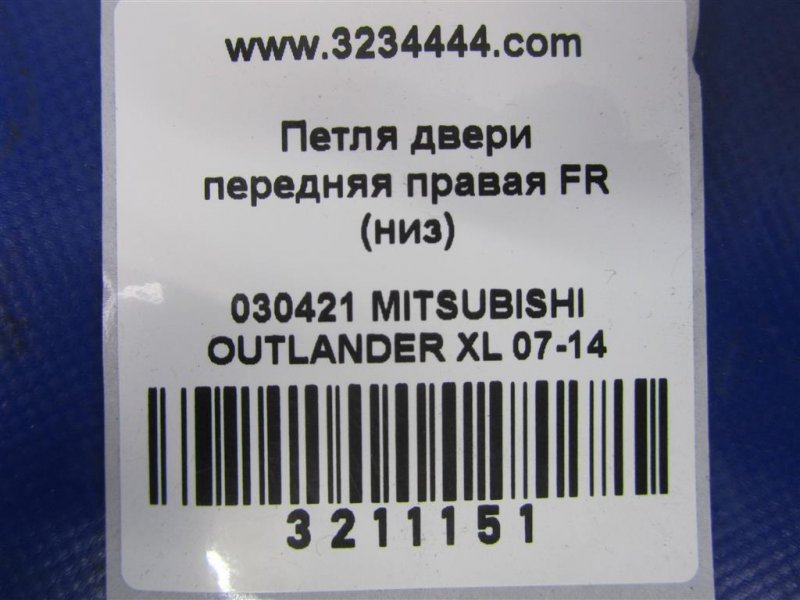 www.3234444.com
Петля двери
передняя правая FR
(низ)
030421 MITSUBISHI
OUTLANDER XL 07-14
3211151